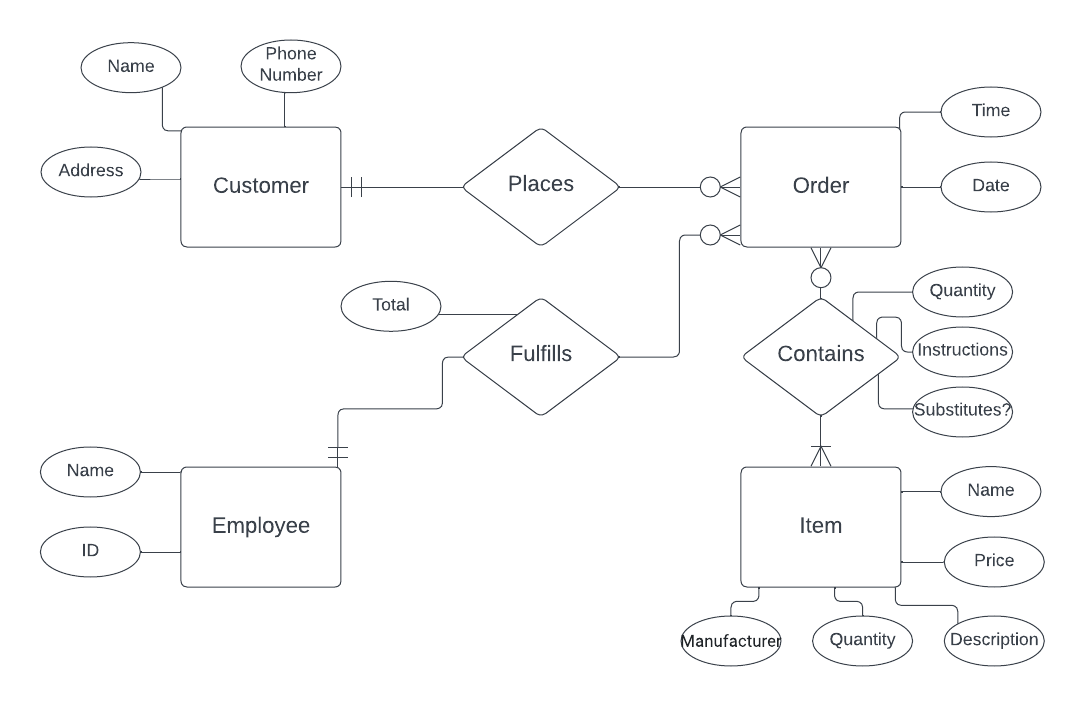 Name
Phone
Number
Time
Address
Customer
Places
Order
Date
Total
Quantity
Fulfills
Contains
Instructions
Substitutes?
Name
Employee
Item
Name
ID
Price
Manufacturer
Quantity
Description